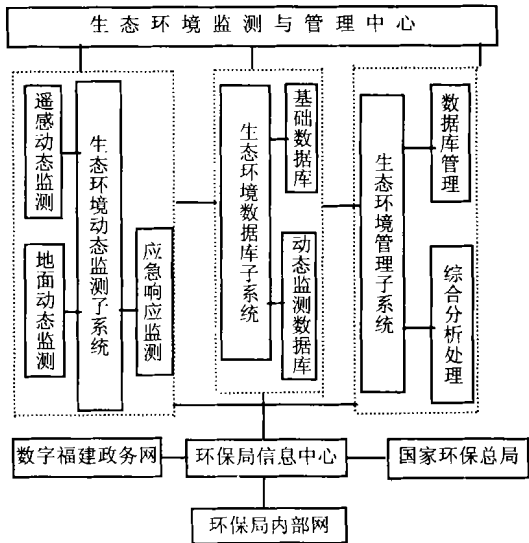 生态环境监测与管理中心
遥感动态监测
地面动态监测
生态环境动态监测子系统
应急响应监测
生态环境数据库子系统
基础数据库
动态监测数据库
生态环境管理子系统
数据库管理
综合分析处理
数字福建政务网
环保局信息中心
国家环保总局
环保局内部网